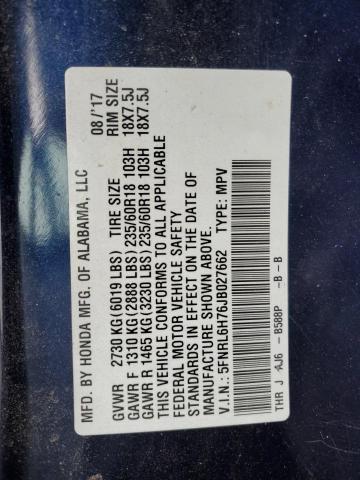 MFD. BY HONDA MFG. OF ALABAMA, LLC 08/'17
GVWR 2730 KG(6019 LBS) TIRE SIZE RIM SIZE
GAWR F 1310 KG(2888 LBS) 235/60R18 103H 18X7.5J
GAWR R 1465 KG(3230 LBS) 235/60R18 103H 18X7.5J
THIS VEHICLE CONFORMS TO ALL APPLICABLE
FEDERAL MOTOR VEHICLE SAFETY
STANDARDS IN EFFECT ON THE DATE OF
MANUFACTURE SHOWN ABOVE.
V.I.N.: 5FNRL6H76JB027662 TYPE: MPV
THR J 4J6 - B588P -B-B